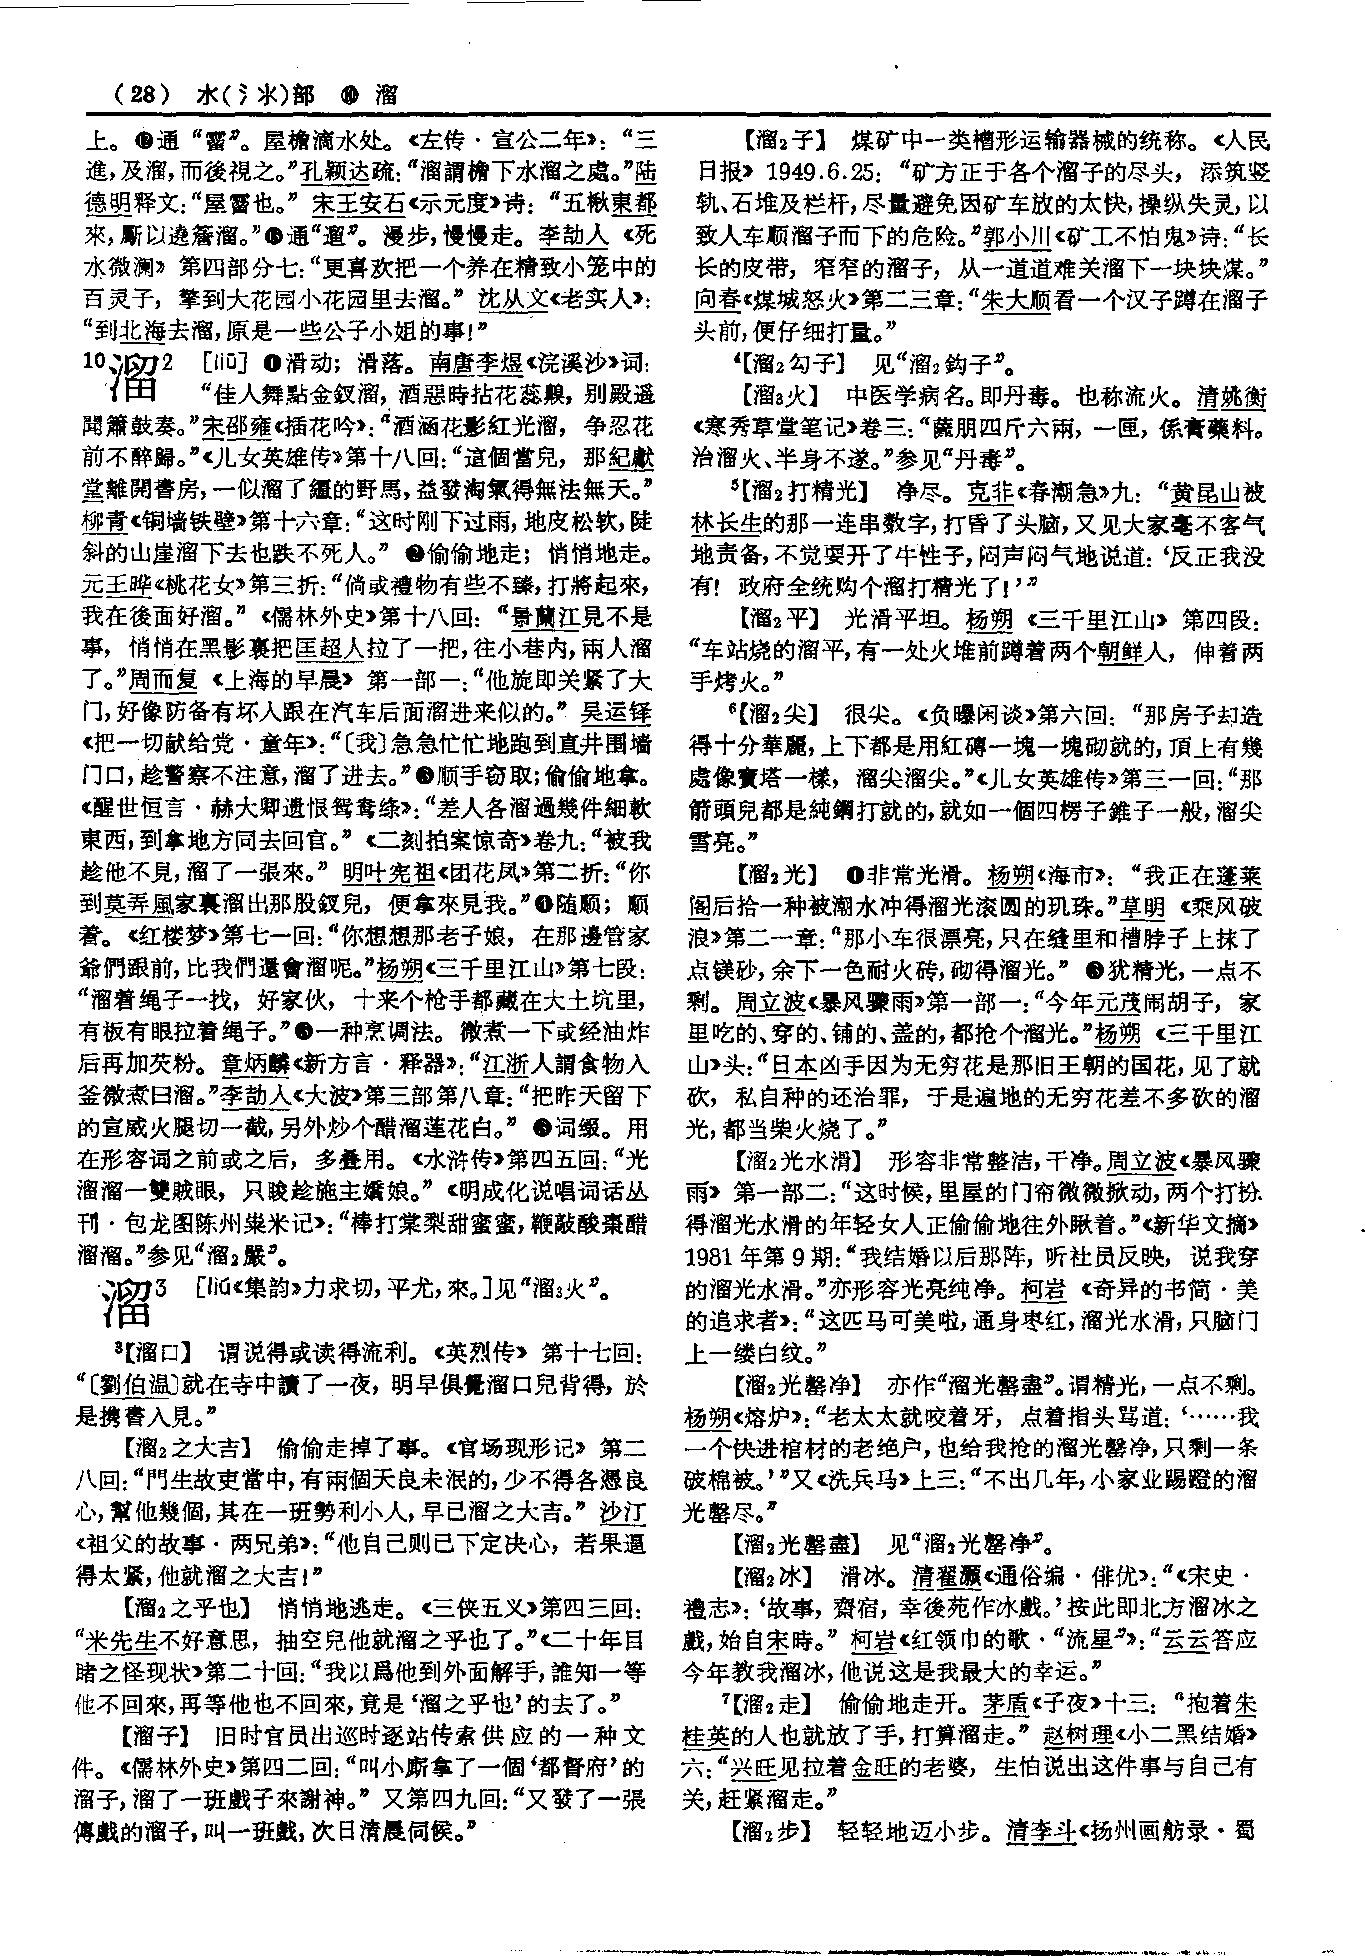 (28) 水(氵氺)部 ❿ 溜
上。⓬通“霤”。屋檐滴水处。《左传·宣公二年》：“三
進，及溜，而後視之。”孔颖达疏：“溜謂檐下水溜之處。”陆
德明释文：“屋霤也。” 宋王安石《示元度》诗：“五楸東都
來，斸以遶簷溜。”⓭通“遛”。漫步，慢慢走。李劼人《死
水微澜》第四部分七：“更喜欢把一个养在精致小笼中的
百灵子，拏到大花园小花园里去溜。” 沈从文《老实人》：
“到北海去溜，原是一些公子小姐的事！”
10溜2 [liū] ❶滑动；滑落。南唐李煜《浣溪沙》词：
“佳人舞點金釵溜，酒惡時拈花蕊齅，别殿遥
聞簫鼓奏。”宋邵雍《插花吟》：“酒涵花影紅光溜，争忍花
前不醉歸。”《儿女英雄传》第十八回：“這個當兒，那紀獻
堂離開書房，一似溜了繮的野馬，益發淘氣得無法無天。”
柳青《铜墙铁壁》第十六章：“这时刚下过雨，地皮松软，陡
斜的山崖溜下去也跌不死人。” ❷偷偷地走；悄悄地走。
元王晔《桃花女》第三折：“倘或禮物有些不臻，打將起來，
我在後面好溜。”《儒林外史》第十八回：“景蘭江見不是
事，悄悄在黑影裏把匡超人拉了一把，往小巷内，兩人溜
了。”周而复《上海的早晨》第一部一：“他旋即关紧了大
门，好像防备有坏人跟在汽车后面溜进来似的。” 吴运铎
《把一切献给党·童年》：“〔我〕急急忙忙地跑到直井围墙
门口，趁警察不注意，溜了进去。”❸顺手窃取；偷偷地拿。
《醒世恒言·赫大卿遗恨鸳鸯绦》：“差人各溜過幾件細軟
東西，到拿地方同去回官。”《二刻拍案惊奇》卷九：“被我
趁他不見，溜了一張來。” 明叶宪祖《团花凤》第二折：“你
到莫弄風家裏溜出那股釵兒，便拿來見我。”❹随顺；顺
着。《红楼梦》第七一回：“你想想那老子娘，在那邊管家
爺們跟前，比我們還會溜呢。”杨朔《三千里江山》第七段：
“溜着绳子一找，好家伙，十来个枪手都藏在大土坑里，
有板有眼拉着绳子。”❺一种烹调法。微煮一下或经油炸
后再加芡粉。章炳麟《新方言·释器》：“江浙人謂食物入
釜微煮曰溜。”李劼人《大波》第三部第八章：“把昨天留下
的宣威火腿切一截，另外炒个醋溜莲花白。” ❻词缀。用
在形容词之前或之后，多叠用。《水浒传》第四五回：“光
溜溜一雙賊眼，只睃趁施主嬌娘。”《明成化说唱词话丛
刊·包龙图陈州粜米记》：“棒打棠梨甜蜜蜜，鞭敲酸棗醋
溜溜。”参见“溜2嚴”。
溜3 [liú《集韵》力求切，平尤，來。]见“溜3火”。
3【溜口】 谓说得或读得流利。《英烈传》第十七回：
“〔劉伯温〕就在寺中讀了一夜，明早俱覺溜口兒背得，於
是携書入見。”
【溜2之大吉】 偷偷走掉了事。《官场现形记》第二
八回：“門生故吏當中，有兩個天良未泯的，少不得各憑良
心，幫他幾個，其在一班勢利小人，早已溜之大吉。” 沙汀
《祖父的故事·两兄弟》：“他自己则已下定决心，若果逼
得太紧，他就溜之大吉！”
【溜2之乎也】 悄悄地逃走。《三侠五义》第四三回：
“米先生不好意思，抽空兒他就溜之乎也了。”《二十年目
睹之怪现状》第二十回：“我以爲他到外面解手，誰知一等
他不回來，再等他也不回來，竟是‘溜之乎也’的去了。”
【溜子】 旧时官员出巡时逐站传索供应的一种文
件。《儒林外史》第四二回：“叫小廝拿了一個‘都督府’的
溜子，溜了一班戲子來謝神。” 又第四九回：“又發了一張
傳戲的溜子，叫一班戲，次日清晨伺候。”
【溜2子】 煤矿中一类槽形运输器械的统称。《人民
日报》1949.6.25：“矿方正于各个溜子的尽头，添筑竖
轨、石堆及栏杆，尽量避免因矿车放的太快，操纵失灵，以
致人车顺溜子而下的危险。”郭小川《矿工不怕鬼》诗：“长
长的皮带，窄窄的溜子，从一道道难关溜下一块块煤。”
向春《煤城怒火》第二三章：“朱大顺看一个汉子蹲在溜子
头前，便仔细打量。”
4【溜2勾子】 见“溜2鈎子”。
【溜3火】 中医学病名。即丹毒。也称流火。清姚衡
《寒秀草堂笔记》卷三：“藤朋四斤六兩，一匣，係膏藥料。
治溜火、半身不遂。”参见“丹毒”。
5【溜2打精光】 净尽。克非《春潮急》九：“黄昆山被
林长生的那一连串数字，打昏了头脑，又见大家毫不客气
地责备，不觉耍开了牛性子，闷声闷气地说道：‘反正我没
有！政府全统购个溜打精光了！’”
【溜2平】 光滑平坦。杨朔《三千里江山》第四段：
“车站烧的溜平，有一处火堆前蹲着两个朝鲜人，伸着两
手烤火。”
6【溜2尖】 很尖。《负曝闲谈》第六回：“那房子却造
得十分華麗，上下都是用紅磚一塊一塊砌就的，頂上有幾
處像寶塔一樣，溜尖溜尖。”《儿女英雄传》第三一回：“那
箭頭兒都是純鋼打就的，就如一個四楞子錐子一般，溜尖
雪亮。”
【溜2光】 ❶非常光滑。杨朔《海市》：“我正在蓬莱
阁后拾一种被潮水冲得溜光滚圆的玑珠。”草明《乘风破
浪》第二一章：“那小车很漂亮，只在缝里和槽脖子上抹了
点镁砂，余下一色耐火砖，砌得溜光。” ❷犹精光，一点不
剩。周立波《暴风骤雨》第一部一：“今年元茂闹胡子，家
里吃的、穿的、铺的、盖的，都抢个溜光。”杨朔《三千里江
山》头：“日本凶手因为无穷花是那旧王朝的国花，见了就
砍，私自种的还治罪，于是遍地的无穷花差不多砍的溜
光，都当柴火烧了。”
【溜2光水滑】 形容非常整洁，干净。周立波《暴风骤
雨》第一部二：“这时候，里屋的门帘微微掀动，两个打扮
得溜光水滑的年轻女人正偷偷地往外瞅着。”《新华文摘》
1981年第9期：“我结婚以后那阵，听社员反映，说我穿
的溜光水滑。”亦形容光亮纯净。柯岩《奇异的书简·美
的追求者》：“这匹马可美啦，通身枣红，溜光水滑，只脑门
上一缕白纹。”
【溜2光罄净】 亦作“溜光罄盡”。谓精光，一点不剩。
杨朔《熔炉》：“老太太就咬着牙，点着指头骂道：‘……我
一个快进棺材的老绝户，也给我抢的溜光罄净，只剩一条
破棉被。’”又《洗兵马》上三：“不出几年，小家业踢蹬的溜
光罄尽。”
【溜2光罄盡】 见“溜2光罄净”。
【溜2冰】 滑冰。清翟灏《通俗编·俳优》：“《宋史·
禮志》：‘故事，齋宿，幸後苑作冰戲。’按此即北方溜冰之
戲，始自宋時。” 柯岩《红领巾的歌·“流星”》：“云云答应
今年教我溜冰，他说这是我最大的幸运。”
7【溜2走】 偷偷地走开。茅盾《子夜》十三：“抱着朱
桂英的人也就放了手，打算溜走。” 赵树理《小二黑结婚》
六：“兴旺见拉着金旺的老婆，生怕说出这件事与自己有
关，赶紧溜走。”
【溜2步】 轻轻地迈小步。清李斗《扬州画舫录·蜀